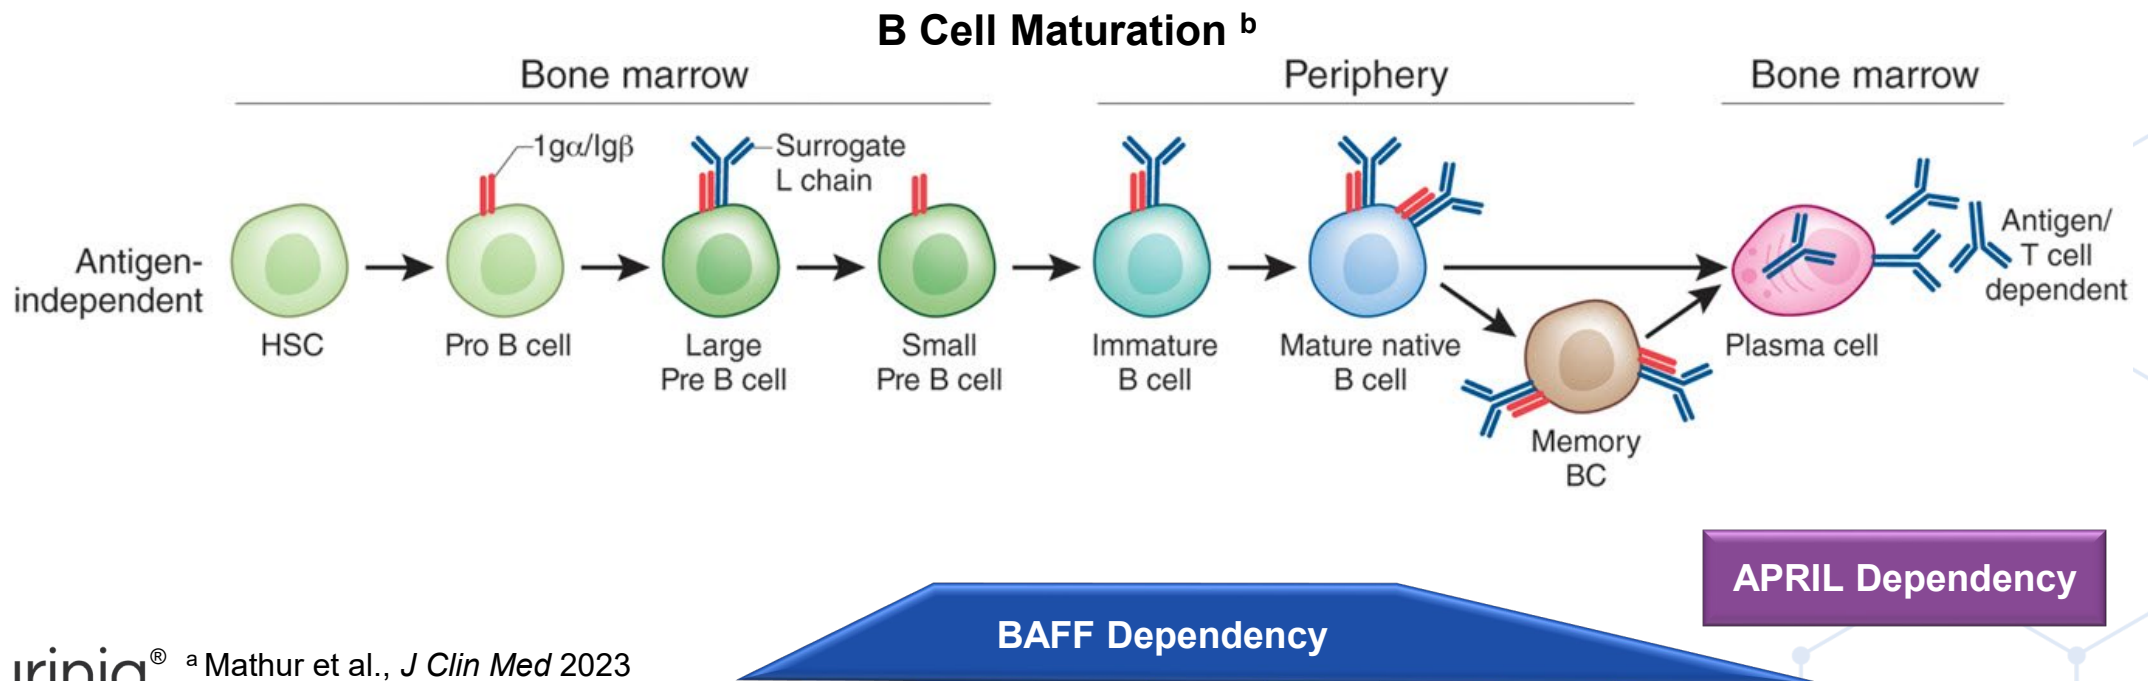 B Cell Maturation b
Bone marrow
Periphery
Bone marrow
1gα/Igβ
Surrogate
L chain
Antigen-
independent
Antigen/
T cell
dependent
HSC
Pro B cell
Large
Pre B cell
Small
Pre B cell
Immature
B cell
Mature native
B cell
Plasma cell
Memory
BC
APRIL Dependency
BAFF Dependency
a Mathur et al., J Clin Med 2023